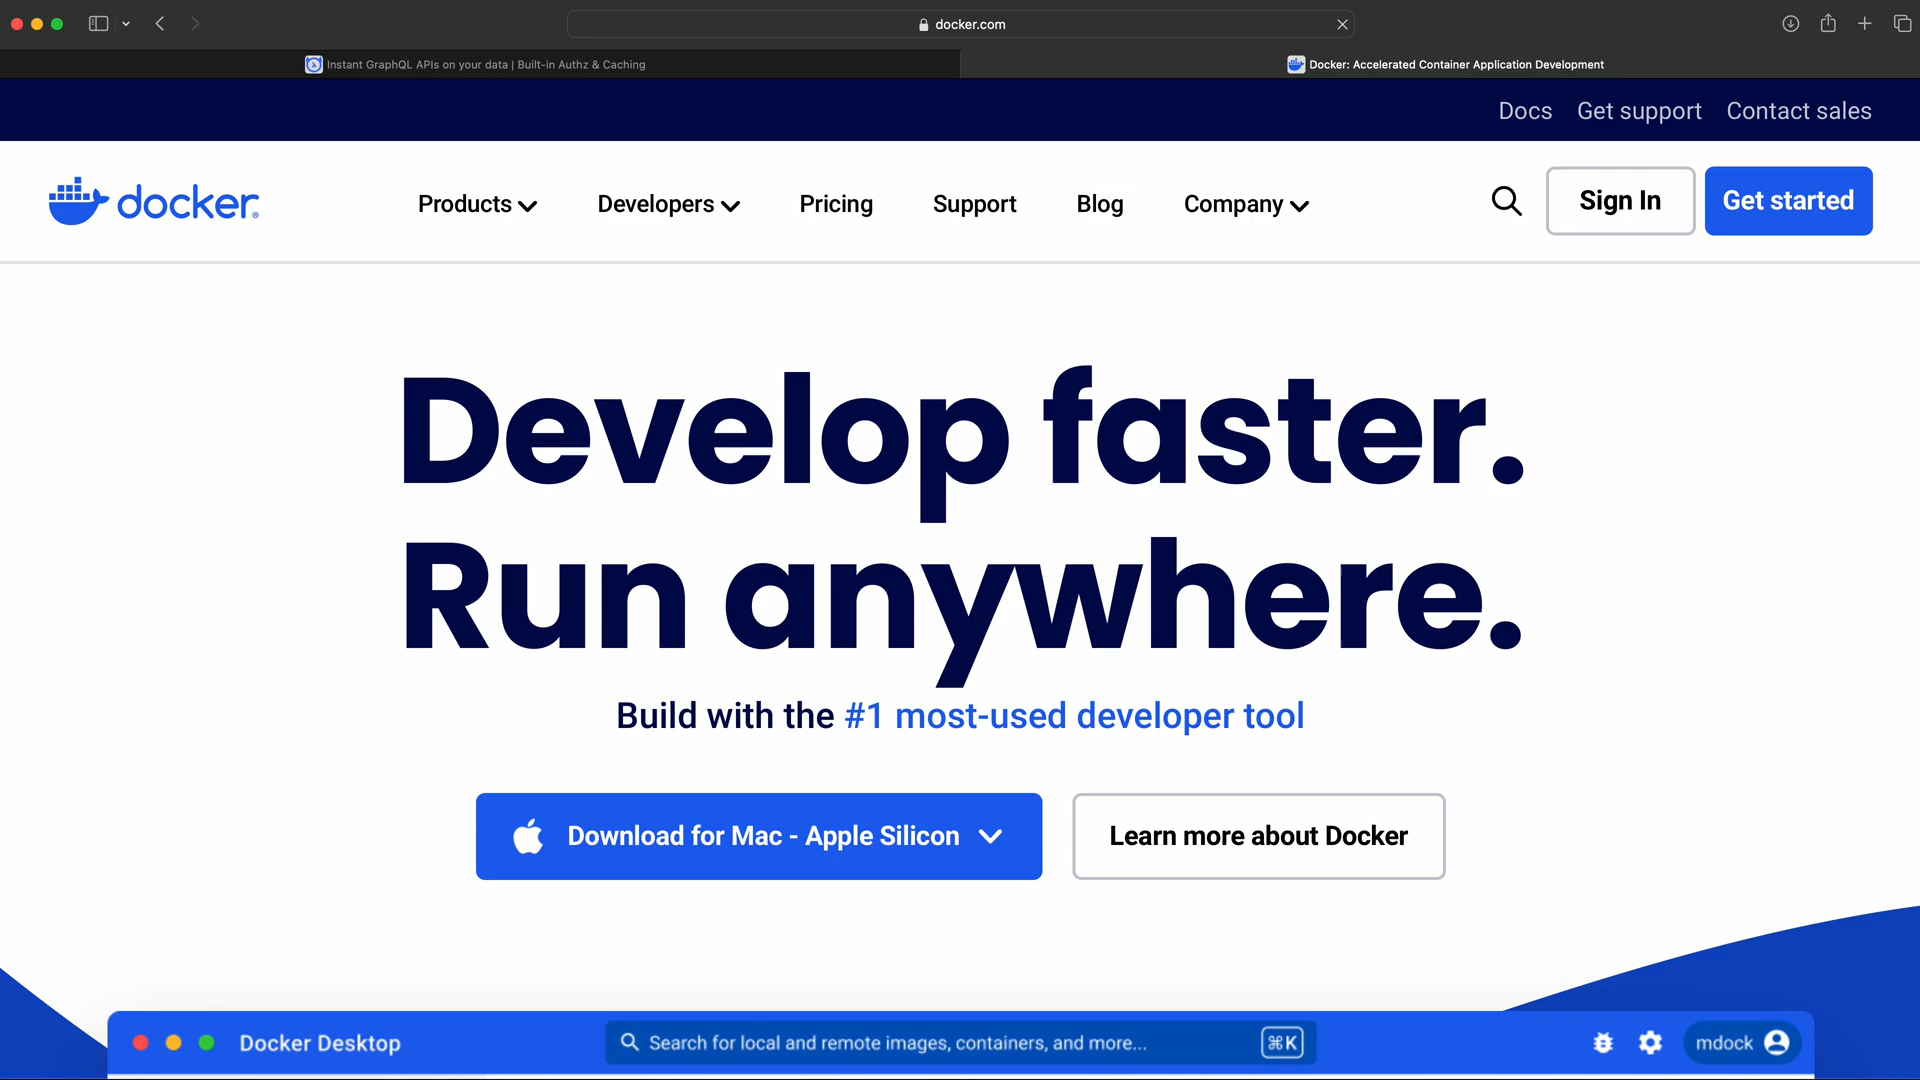 docker.com
Instant GraphQL APIs on your data | Built-in Authz & Caching
Docker: Accelerated Container Application Development
Docs Get support Contact sales
docker
Products Developers Pricing Support Blog Company
Sign In
Get started
Develop faster.
Run anywhere.
Build with the #1 most-used developer tool
Download for Mac - Apple Silicon
Learn more about Docker
Docker Desktop
Search for local and remote images, containers, and more...
⌘K
mdock